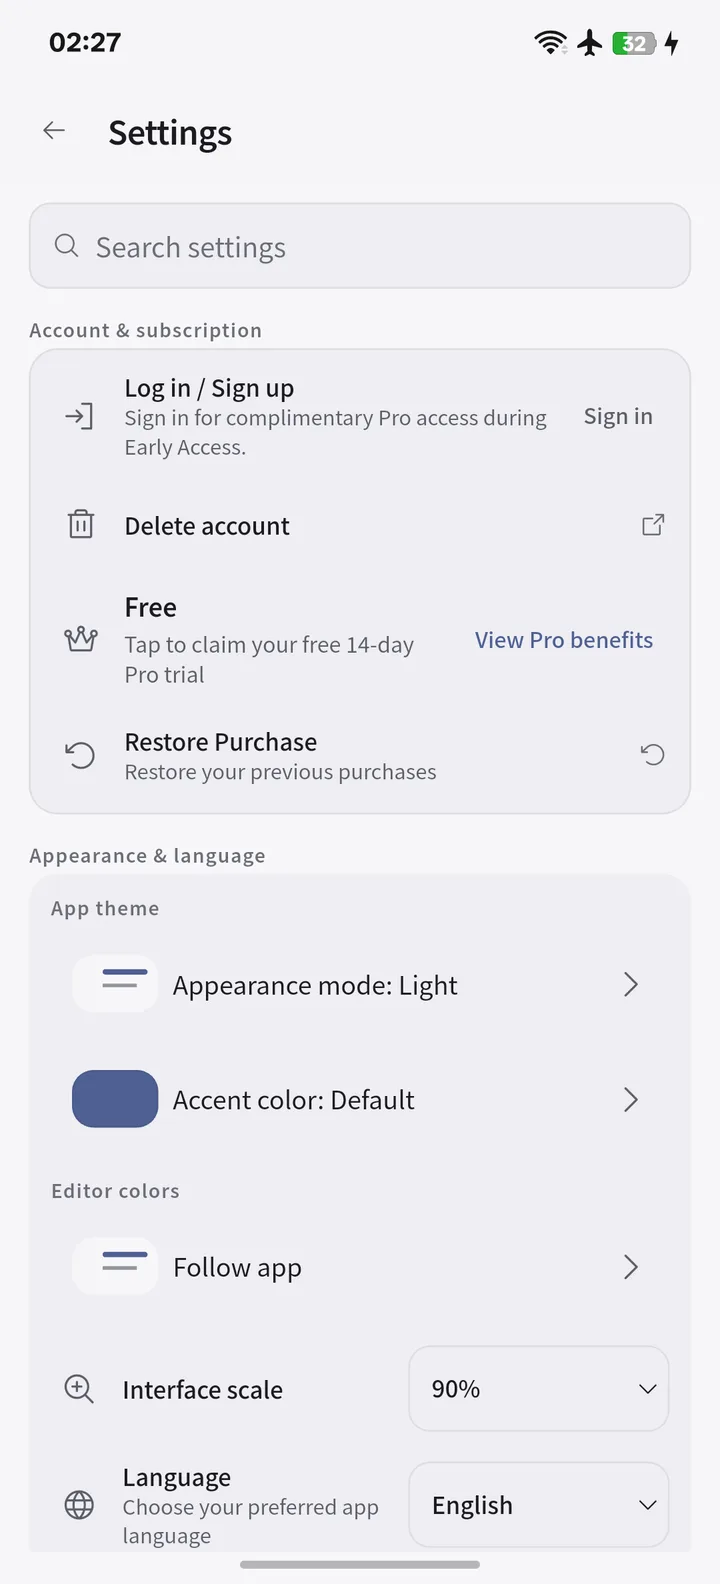 02:27
32
Settings
Search settings
Account & subscription
Log in / Sign up
Sign in for complimentary Pro access during
Early Access.
Sign in
Delete account
Free
Tap to claim your free 14-day
Pro trial
View Pro benefits
Restore Purchase
Restore your previous purchases
Appearance & language
App theme
Appearance mode: Light
Accent color: Default
Editor colors
Follow app
Interface scale
90%
Language
Choose your preferred app
language
English